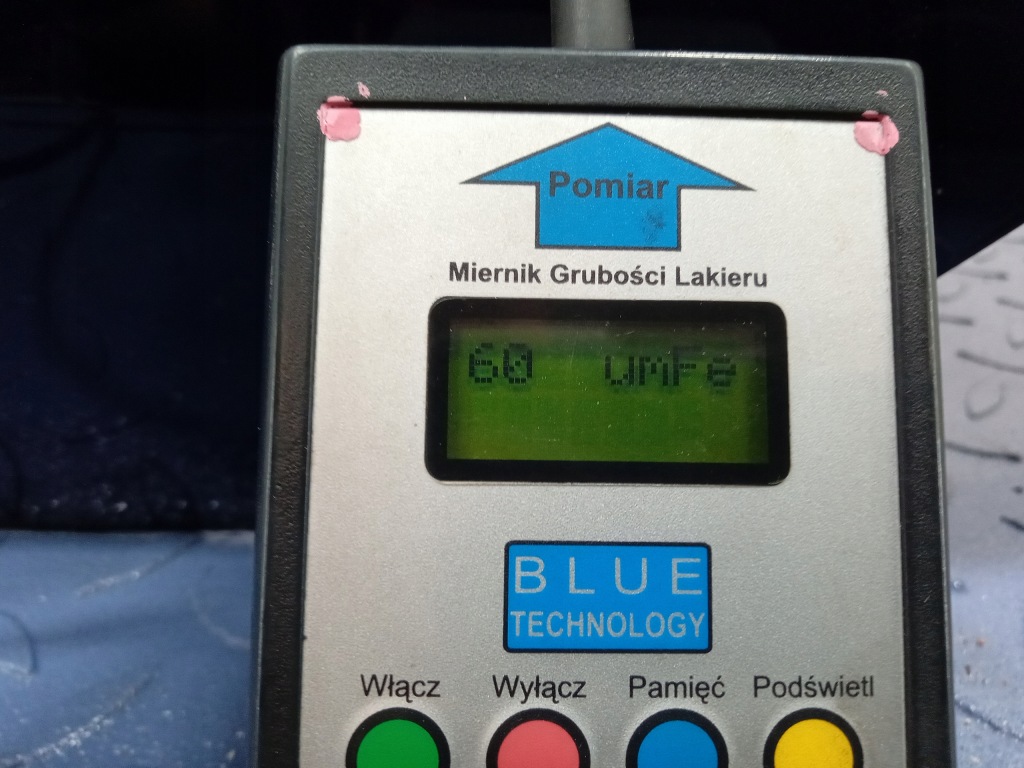 Pomiar
Miernik Grubości Lakieru
60 umFe
BLUE
TECHNOLOGY
Włącz Wyłącz Pamięć Podświetl